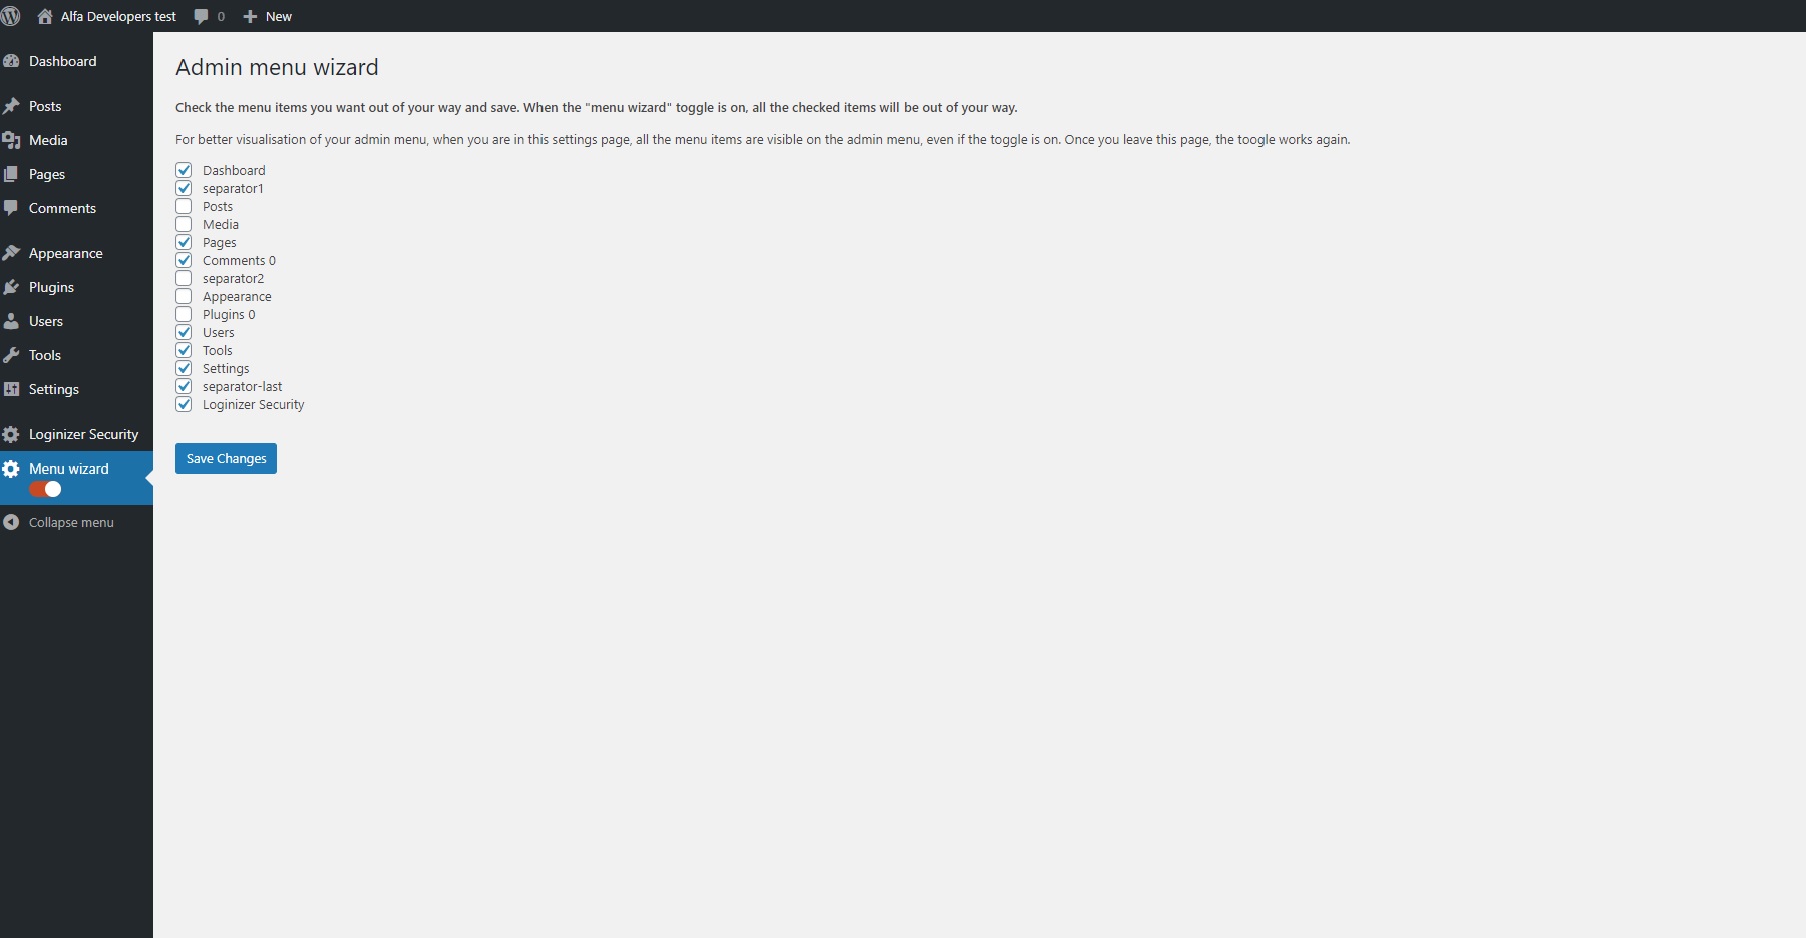 Alfa Developers test
0
New
Dashboard
Posts
Media
Pages
Comments
Appearance
Plugins
Users
Tools
Settings
Loginizer Security
Menu wizard
Collapse menu
Admin menu wizard
Check the menu items you want out of your way and save. When the "menu wizard" toggle is on, all the checked items will be out of your way.
For better visualisation of your admin menu, when you are in this settings page, all the menu items are visible on the admin menu, even if the toggle is on. Once you leave this page, the toogle works again.
Dashboard
separator1
Posts
Media
Pages
Comments 0
separator2
Appearance
Plugins 0
Users
Tools
Settings
separator-last
Loginizer Security
Save Changes